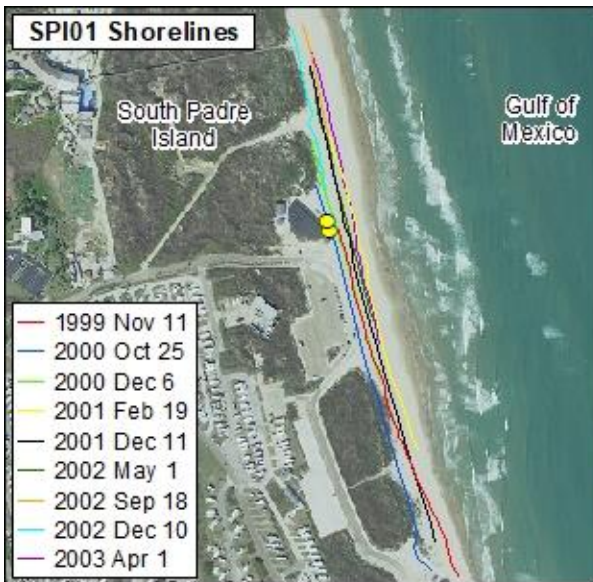 SPI01 Shorelines
South Padre
Island
Gulf of
Mexico
1999 Nov 11
2000 Oct 25
2000 Dec 6
2001 Feb 19
2001 Dec 11
2002 May 1
2002 Sep 18
2002 Dec 10
2003 Apr 1